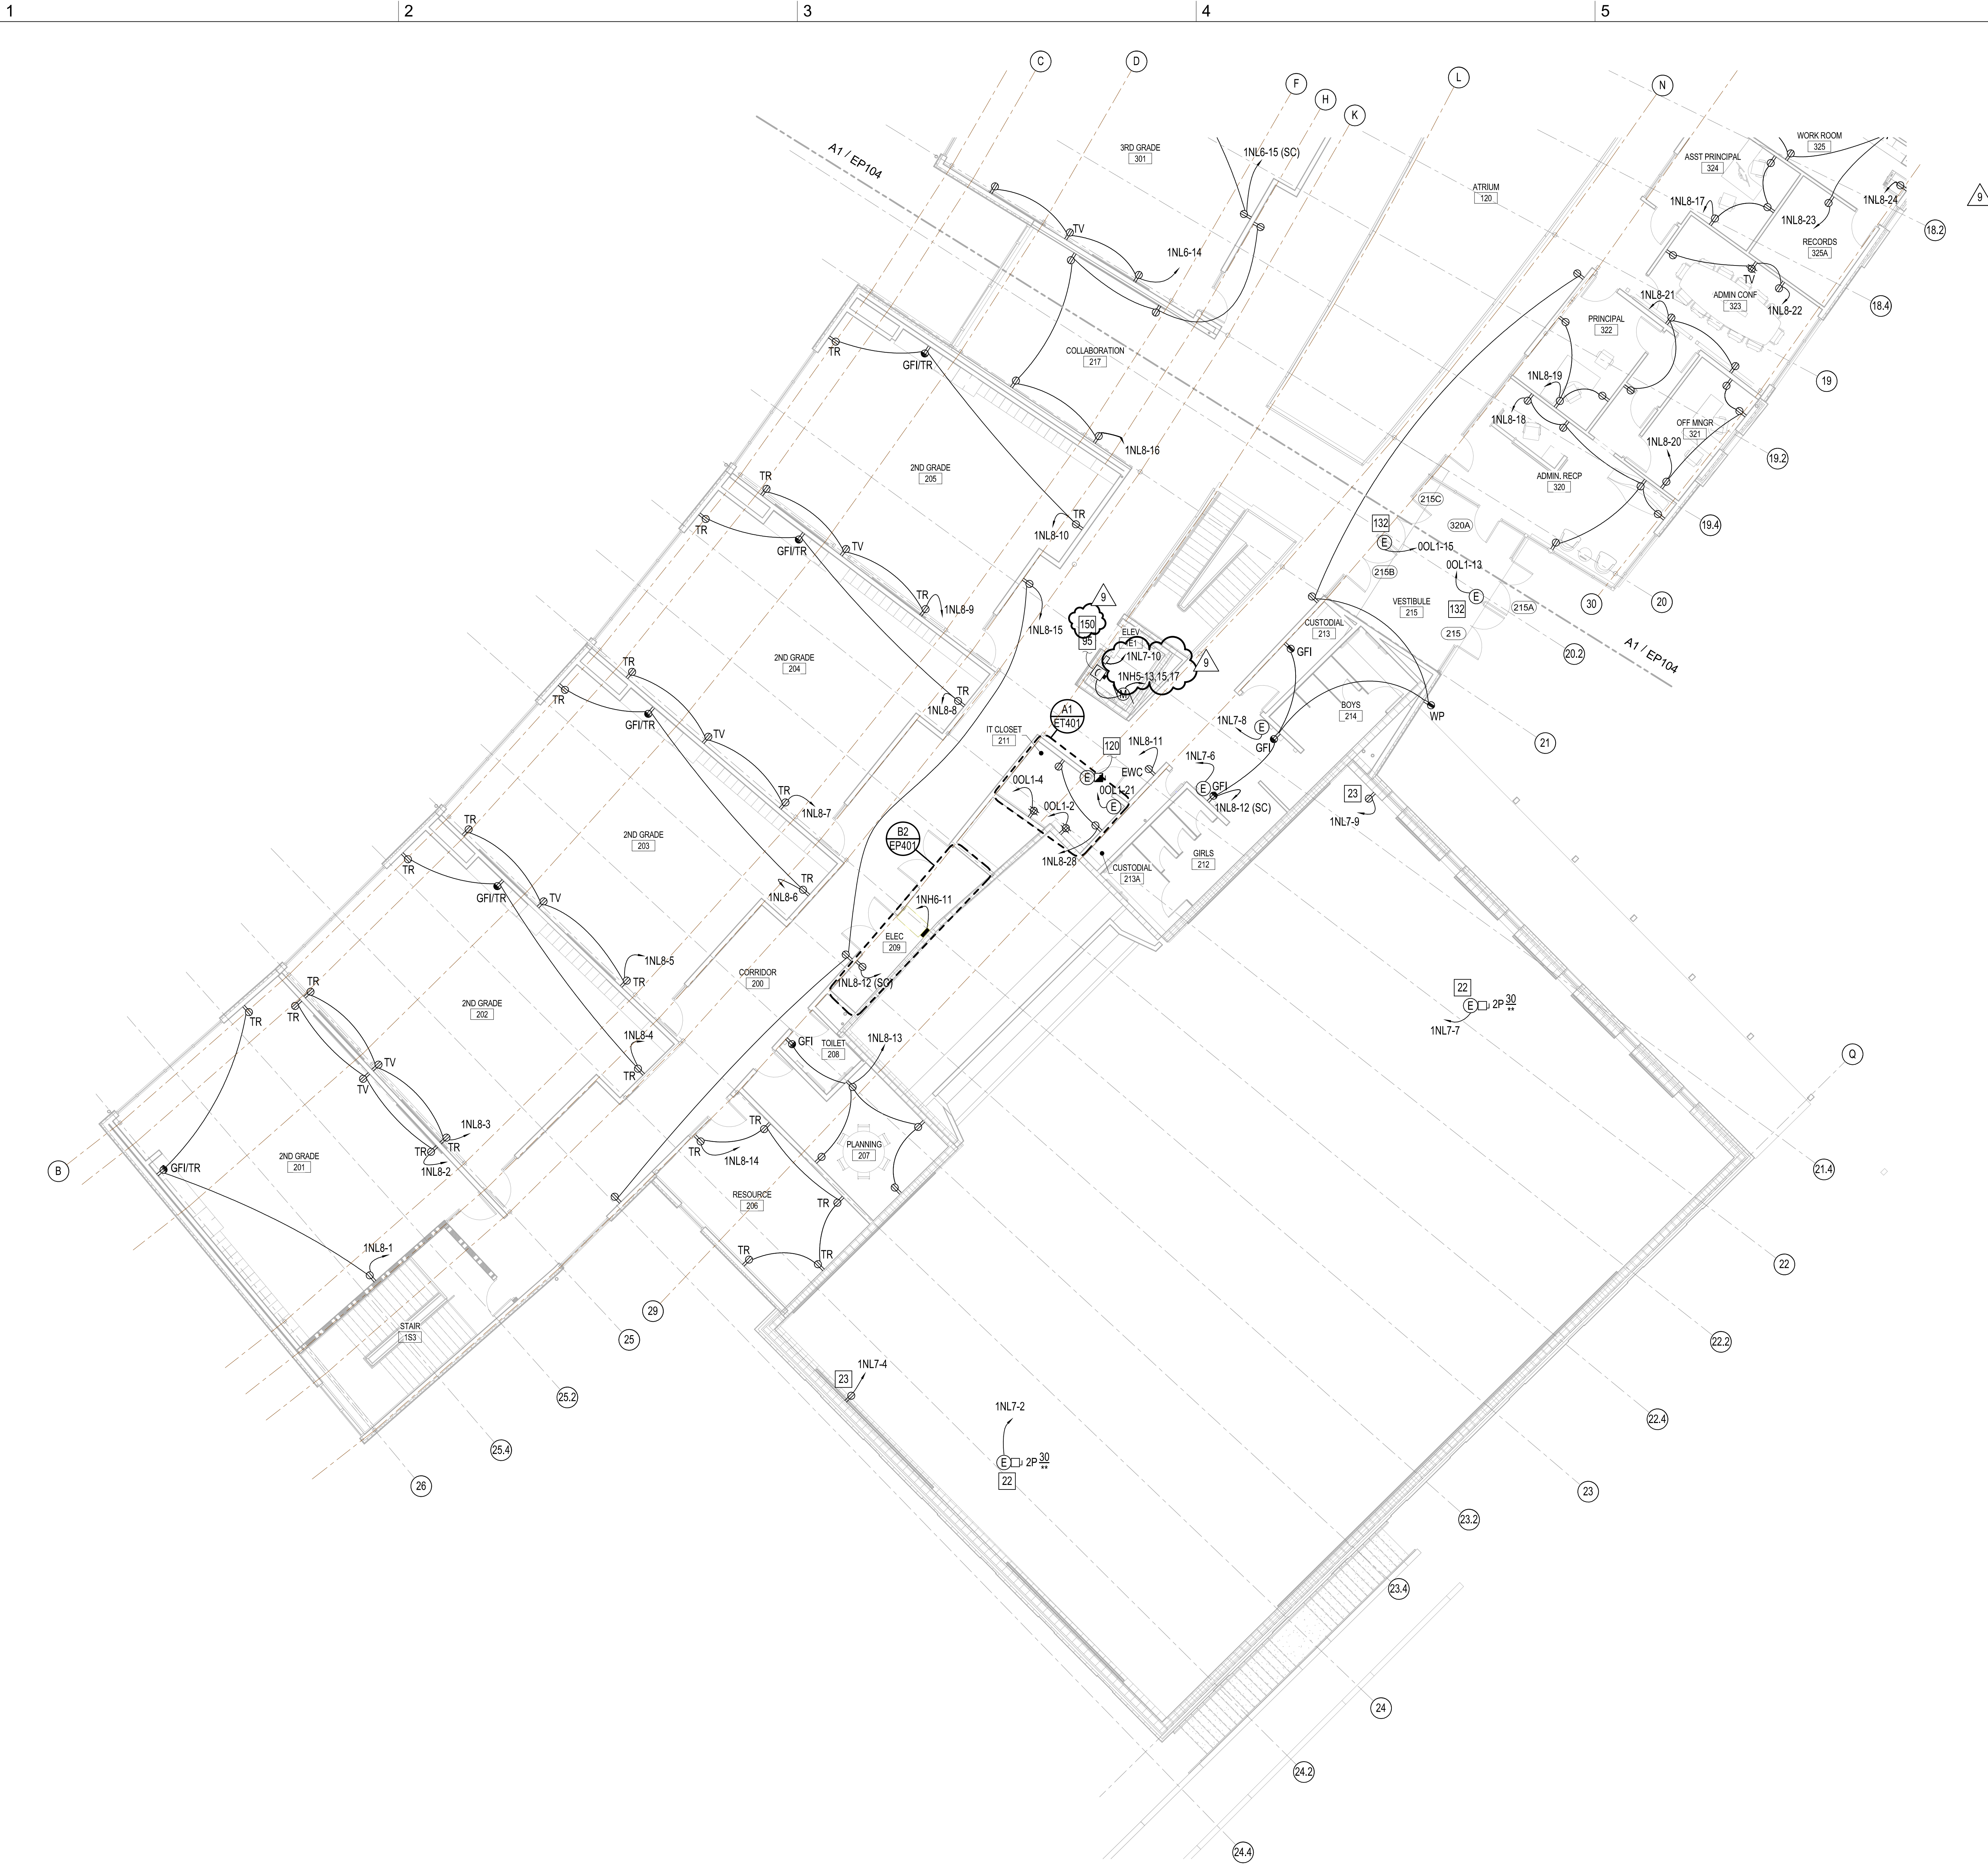 1
2
3
4
5
C
D
F
H
K
L
N
A1 / EP104
3RD GRADE
301
1NL6-15 (SC)
ATRIUM
120
WORK ROOM
325
ASST PRINCIPAL
324
1NL8-17
1NL8-23
1NL8-24
RECORDS
325A
9
18.2
TV
1NL6-14
TV
ADMIN CONF
323
1NL8-22
18.4
1NL8-21
PRINCIPAL
322
COLLABORATION
217
TR
GFI/TR
1NL8-19
19
1NL8-18
OFF MNGR
321
1NL8-20
1NL8-16
19.2
2ND GRADE
205
ADMIN. RECP
320
TR
TR
GFI/TR
TV
TR
1NL8-10
215C
320A
19.4
132
0OL1-15
215B
0OL1-13
132
VESTIBULE
215
215A
215
30
20
20.2
A1 / EP104
TR
1NL8-9
1NL8-15
9
150
95
ELEV
1E1
1NL7-10
1NH5-13,15,17
M
9
CUSTODIAL
213
GFI
2ND GRADE
204
TR
TR
GFI/TR
TV
TR
1NL8-8
A1
ET401
IT CLOSET
211
120
1NL8-11
EWC
E
BOYS
214
WP
21
1NL7-8
E
GFI
1NL7-6
E
GFI
1NL8-12 (SC)
0OL1-4
0OL1-2
0OL1-21
E
1NL8-28
CUSTODIAL
213A
GIRLS
212
23
1NL7-9
TR
1NL8-7
2ND GRADE
203
TR
TR
GFI/TR
TV
TR
1NL8-6
B2
EP401
1NH6-11
ELEC
209
1NL8-12 (SC)
CORRIDOR
200
TR
1NL8-5
2ND GRADE
202
TR
TR
TR
TV
TV
1NL8-4
TR
GFI
TOILET
208
1NL8-13
22
E
2P 30
**
1NL7-7
Q
1NL8-3
TR
TR
1NL8-2
2ND GRADE
201
GFI/TR
B
TR
TR
1NL8-14
PLANNING
207
RESOURCE
206
TR
TR
TR
21.4
22
22.2
22.4
1NL8-1
STAIR
1S3
29
25
25.2
25.4
26
23
1NL7-4
1NL7-2
E
2P 30
**
22
23
23.2
23.4
24
24.2
24.4
E
E